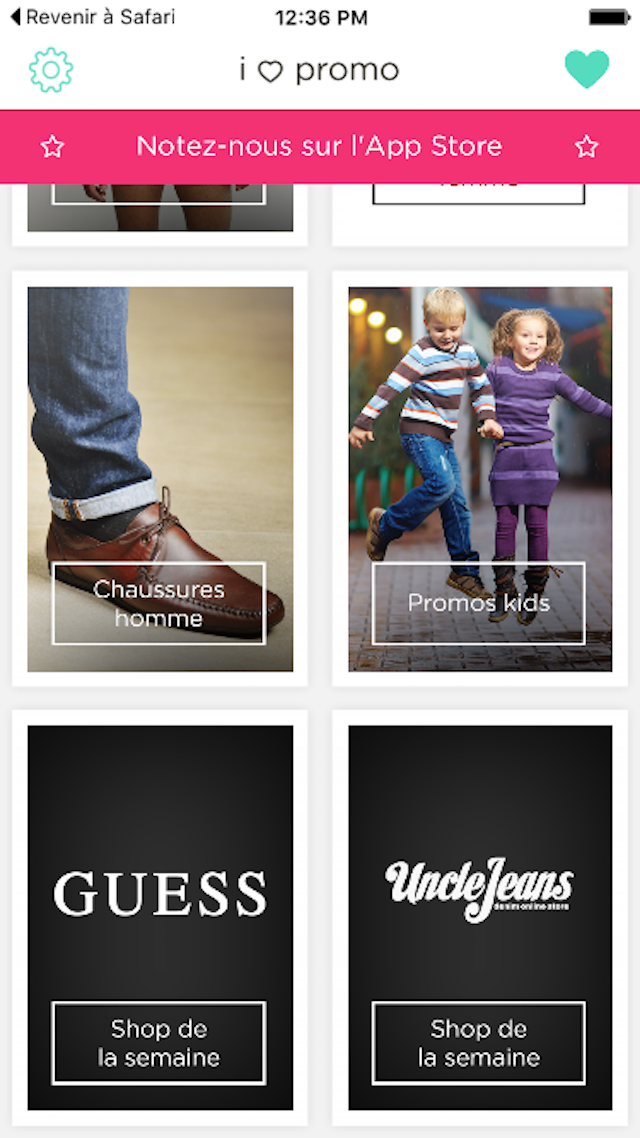 Revenir à Safari
12:36 PM
i ♡ promo
Notez-nous sur l'App Store
Chaussures
homme
Promos kids
GUESS
UncleJeans
denim online store
Shop de
la semaine
Shop de
la semaine